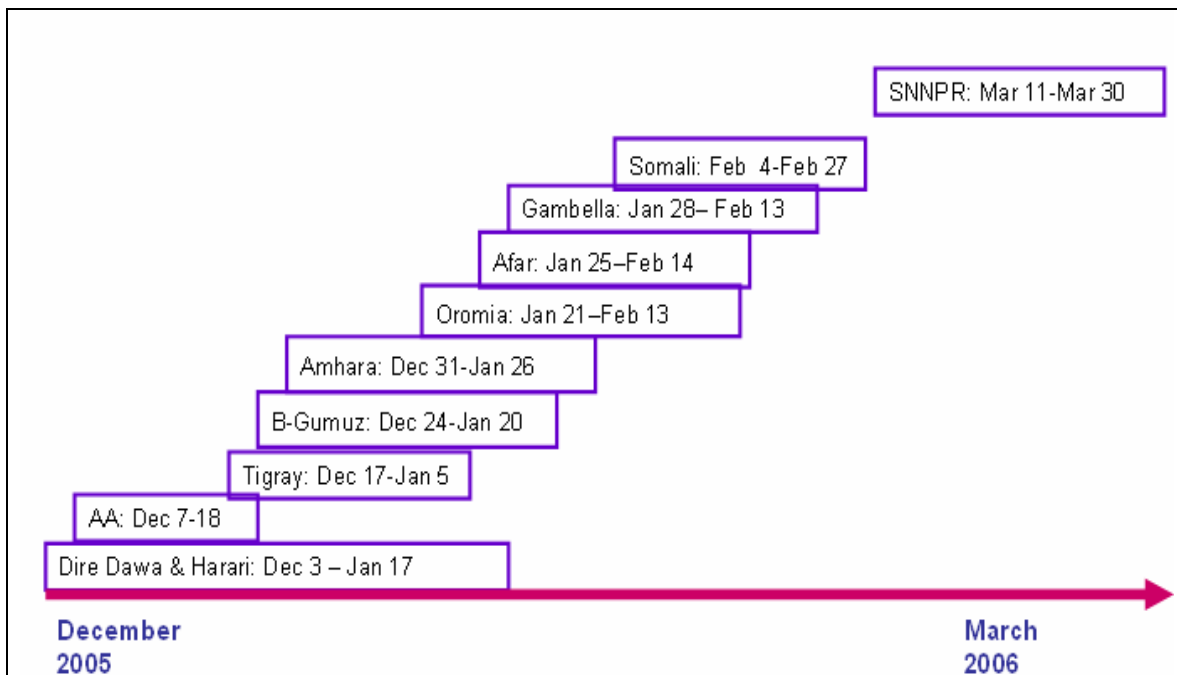 SNNPR: Mar 11-Mar 30
Somali: Feb  4-Feb 27
Gambella: Jan 28– Feb 13
Afar: Jan 25–Feb 14
Oromia: Jan 21–Feb 13
Amhara: Dec 31-Jan 26
B-Gumuz: Dec 24-Jan 20
Tigray: Dec 17-Jan 5
AA: Dec 7-18
Dire Dawa & Harari: Dec 3 – Jan 17
December
2005
March
2006